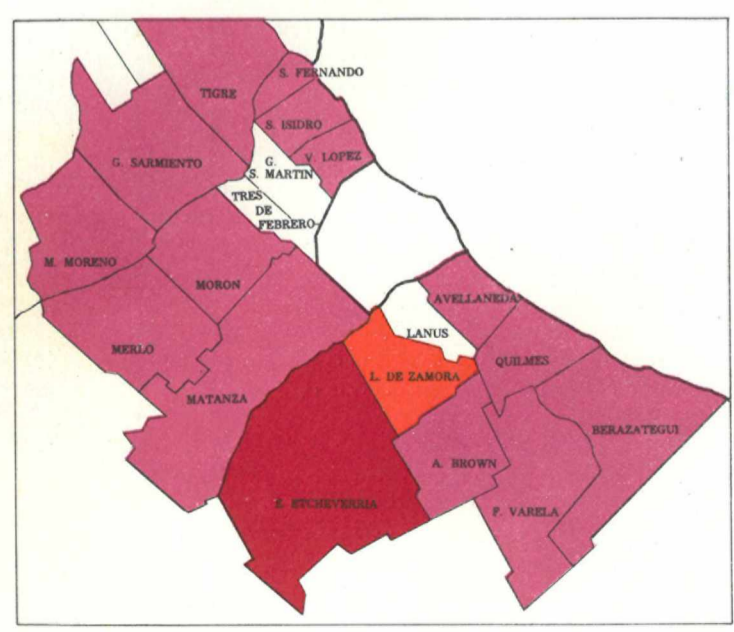 S. FERNANDO
TIGRE
S. ISIDRO
G. SARMIENTO
V. LOPEZ
G.
S. MARTIN
TRES
DE
FEBRERO
M. MORENO
MORON
AVELLANEDA
LANUS
MERLO
QUILMES
L. DE ZAMORA
MATANZA
BERAZATEGUI
A. BROWN
E. ETCHEVERRIA
F. VARELA